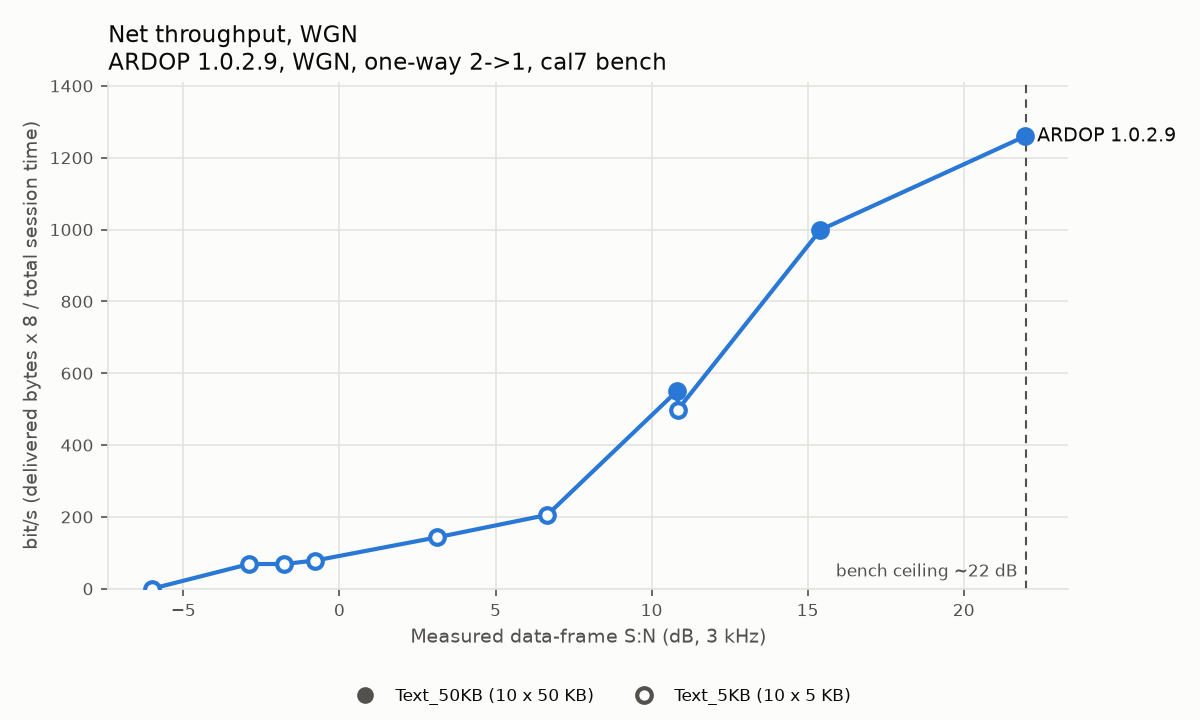 Net throughput, WGN
ARDOP 1.0.2.9, WGN, one-way 2->1, cal7 bench
bit/s (delivered bytes x 8 / total session time)
1400
1200
1000
800
600
400
200
0
ARDOP 1.0.2.9
bench ceiling ~22 dB
−5
0
5
10
15
20
Measured data-frame S:N (dB, 3 kHz)
Text_50KB (10 x 50 KB)
Text_5KB (10 x 5 KB)